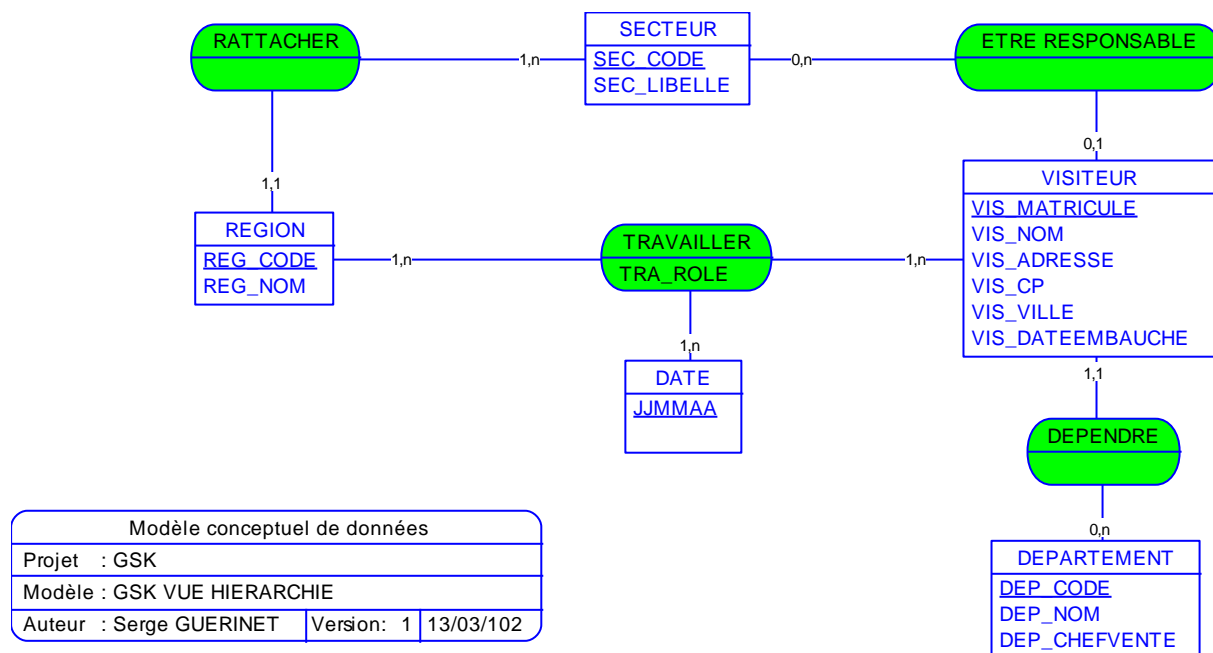 RATTACHER
1,n
SECTEUR
SEC_CODE
SEC_LIBELLE
0,n
ETRE RESPONSABLE
1,1
0,1
REGION
REG_CODE
REG_NOM
1,n
TRAVAILLER
TRA_ROLE
1,n
VISITEUR
VIS_MATRICULE
VIS_NOM
VIS_ADRESSE
VIS_CP
VIS_VILLE
VIS_DATEEMBAUCHE
1,n
DATE
JJMMAA
1,1
DEPENDRE
0,n
DEPARTEMENT
DEP_CODE
DEP_NOM
DEP_CHEFVENTE
Modèle conceptuel de données
Projet : GSK
Modèle : GSK VUE HIERARCHIE
Auteur : Serge GUERINET Version: 1 13/03/102